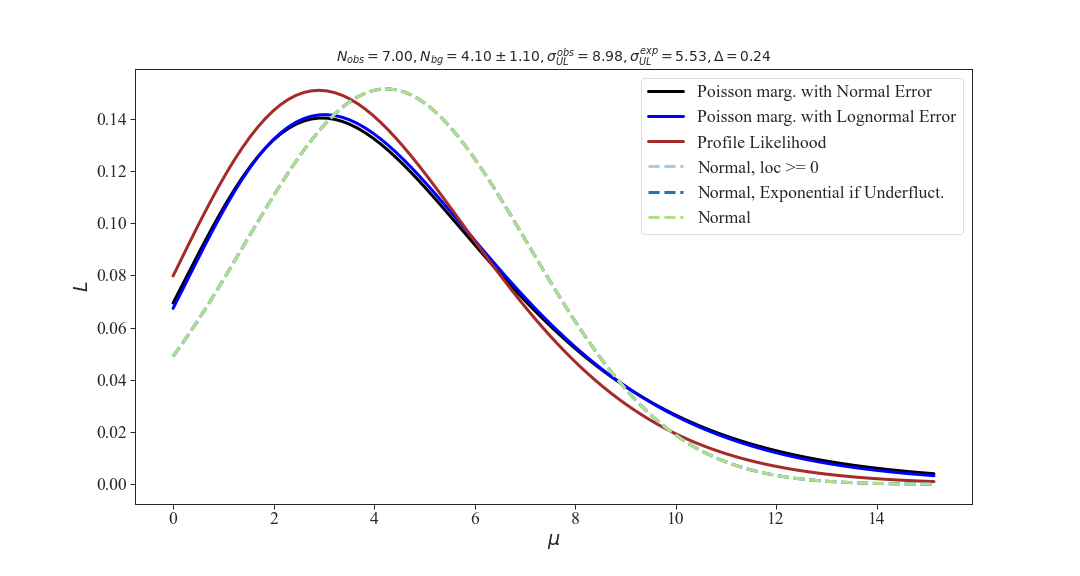 N_obs = 7.00, N_bg = 4.10 ± 1.10, σ_UL^obs = 8.98, σ_UL^exp = 5.53, Δ = 0.24
Poisson marg. with Normal Error
Poisson marg. with Lognormal Error
Profile Likelihood
Normal, loc >= 0
Normal, Exponential if Underfluct.
Normal
L
0.14
0.12
0.10
0.08
0.06
0.04
0.02
0.00
0 2 4 6 8 10 12 14
μ